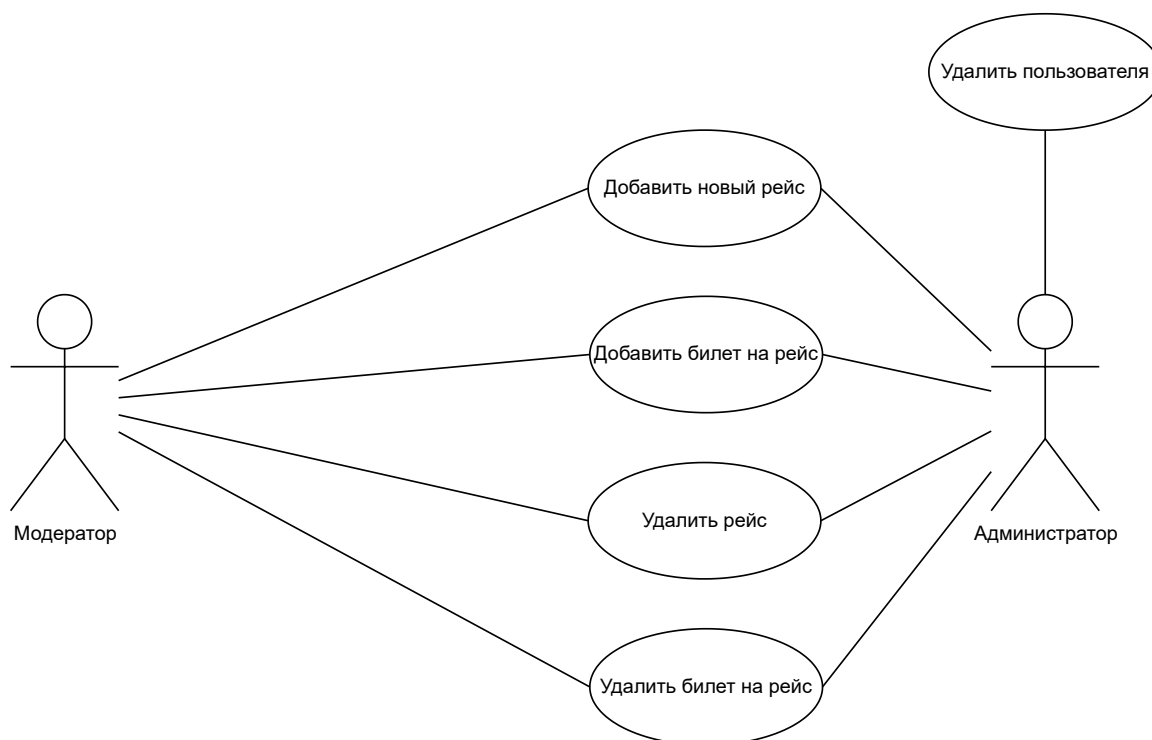 Удалить пользователя
Добавить новый рейс
Добавить билет на рейс
Удалить рейс
Модератор
Администратор
Удалить билет на рейс